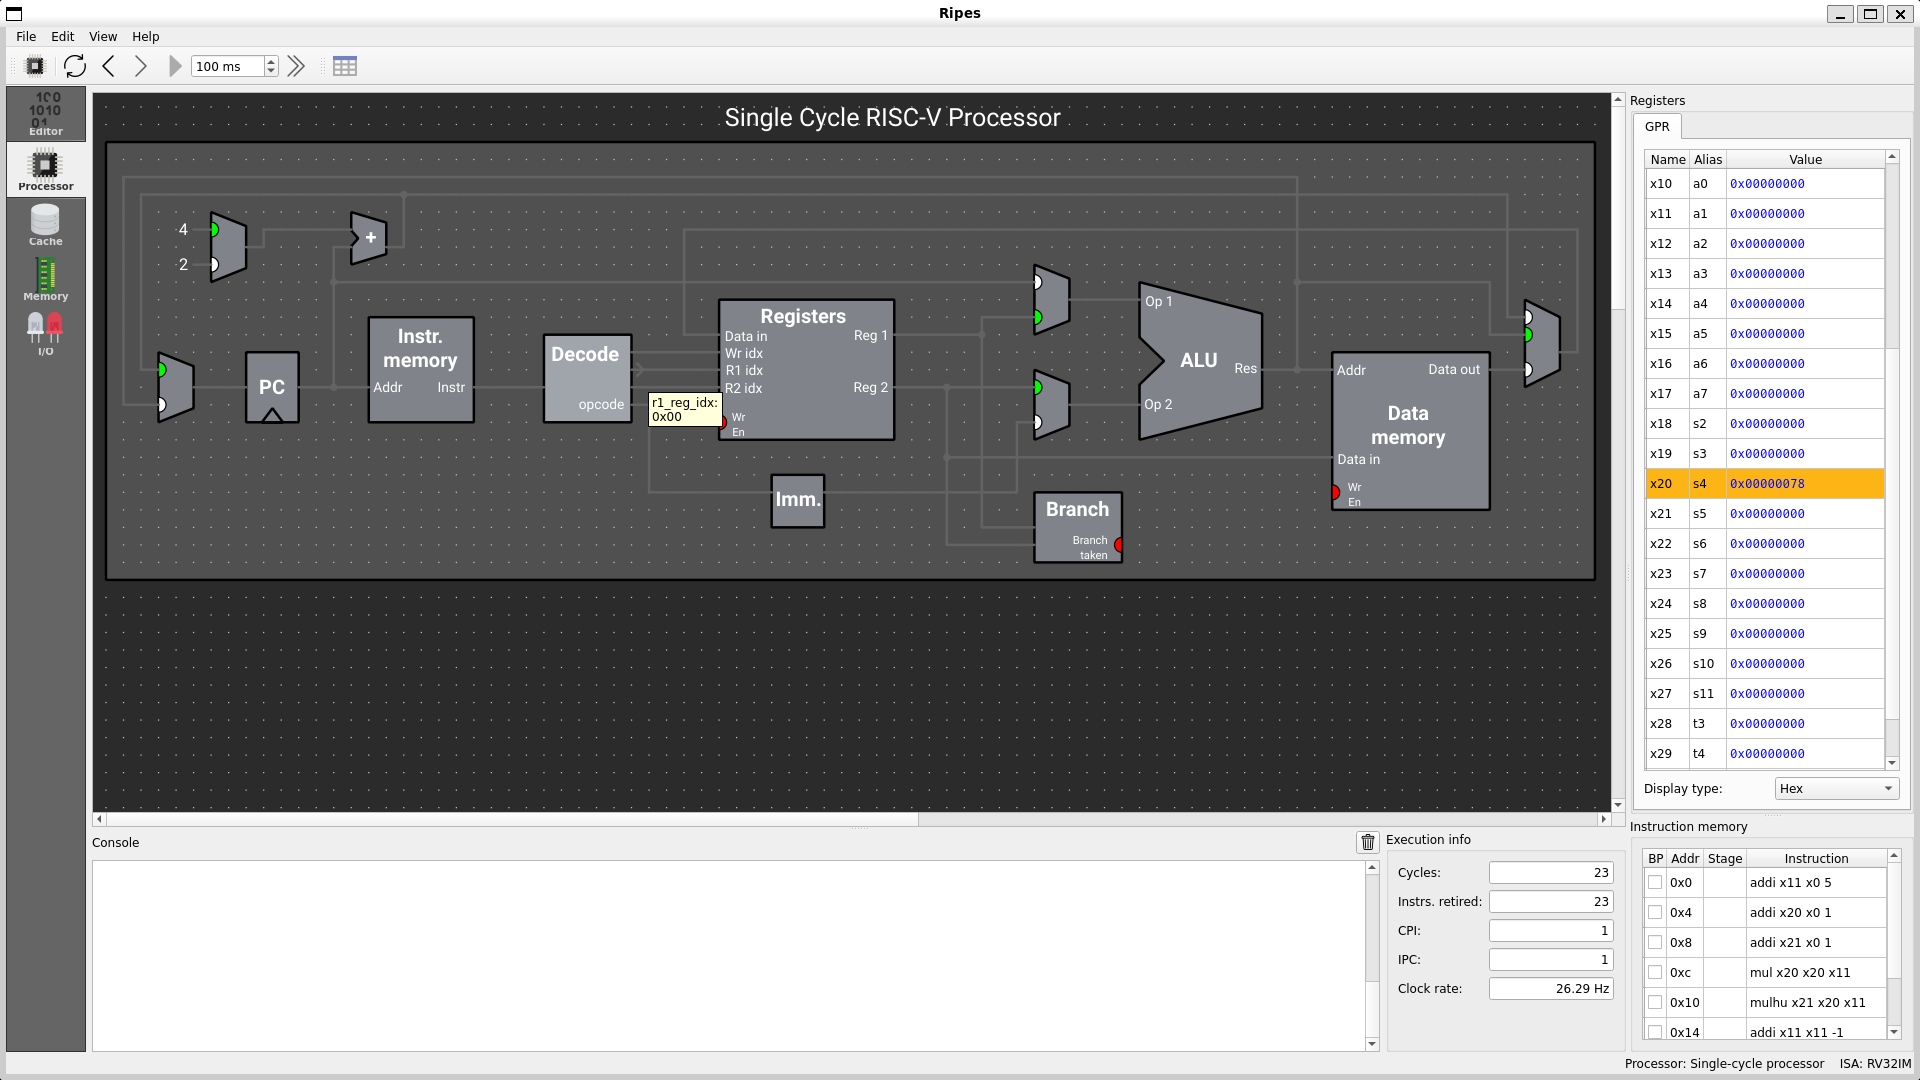 Ripes
File Edit View Help
100 ms
Editor
Processor
Cache
Memory
I/O
Single Cycle RISC-V Processor
4
2
+
PC
Instr.
memory
Addr Instr
Decode
opcode
r1_reg_idx:
0x00
Registers
Data in Reg 1
Wr idx
R1 idx
R2 idx Reg 2
Wr
En
Imm.
Op 1
ALU
Res
Op 2
Branch
Branch
taken
Addr Data out
Data
memory
Data in
Wr
En
Registers
GPR
Name Alias Value
x10 a0 0x00000000
x11 a1 0x00000000
x12 a2 0x00000000
x13 a3 0x00000000
x14 a4 0x00000000
x15 a5 0x00000000
x16 a6 0x00000000
x17 a7 0x00000000
x18 s2 0x00000000
x19 s3 0x00000000
x20 s4 0x00000078
x21 s5 0x00000000
x22 s6 0x00000000
x23 s7 0x00000000
x24 s8 0x00000000
x25 s9 0x00000000
x26 s10 0x00000000
x27 s11 0x00000000
x28 t3 0x00000000
x29 t4 0x00000000
Display type: Hex
Console
Execution info
Cycles: 23
Instrs. retired: 23
CPI: 1
IPC: 1
Clock rate: 26.29 Hz
Instruction memory
BP Addr Stage Instruction
0x0 addi x11 x0 5
0x4 addi x20 x0 1
0x8 addi x21 x0 1
0xc mul x20 x20 x11
0x10 mulhu x21 x20 x11
0x14 addi x11 x11 -1
Processor: Single-cycle processor ISA: RV32IM